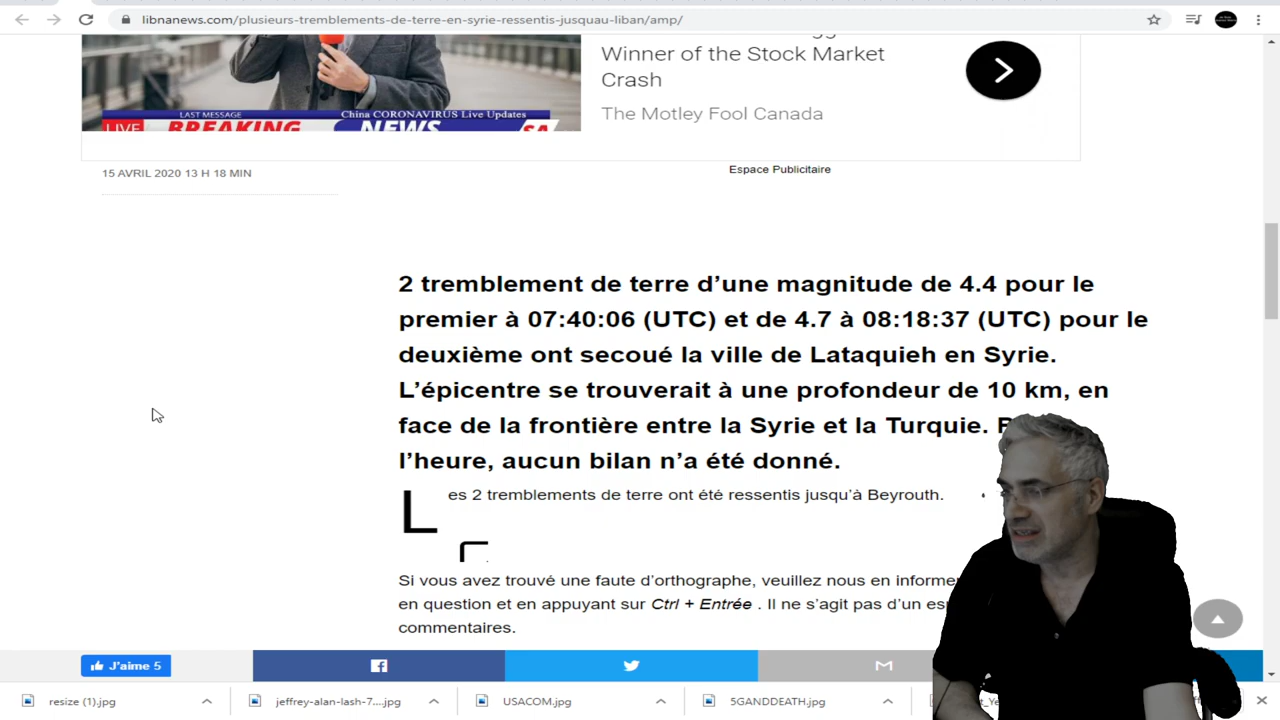 libnanews.com/plusieurs-tremblements-de-terre-en-syrie-ressentis-jusquau-liban/amp/
Winner of the Stock Market
Crash
The Motley Fool Canada
LAST MESSAGE
China CORONAVIRUS Live Updates
LIVE
BREAKING NEWS
Espace Publicitaire
15 AVRIL 2020 13 H 18 MIN
2 tremblement de terre d’une magnitude de 4.4 pour le
premier à 07:40:06 (UTC) et de 4.7 à 08:18:37 (UTC) pour le
deuxième ont secoué la ville de Lataquieh en Syrie.
L’épicentre se trouverait à une profondeur de 10 km, en
face de la frontière entre la Syrie et la Turquie.
l’heure, aucun bilan n’a été donné.
Les 2 tremblements de terre ont été ressentis jusqu’à Beyrouth.
Si vous avez trouvé une faute d’orthographe, veuillez nous en informer
en question et en appuyant sur Ctrl + Entrée . Il ne s’agit pas d’un
commentaires.
J’aime 5
resize (1).jpg
jeffrey-alan-lash-7....jpg
USACOM.jpg
5GANDDEATH.jpg